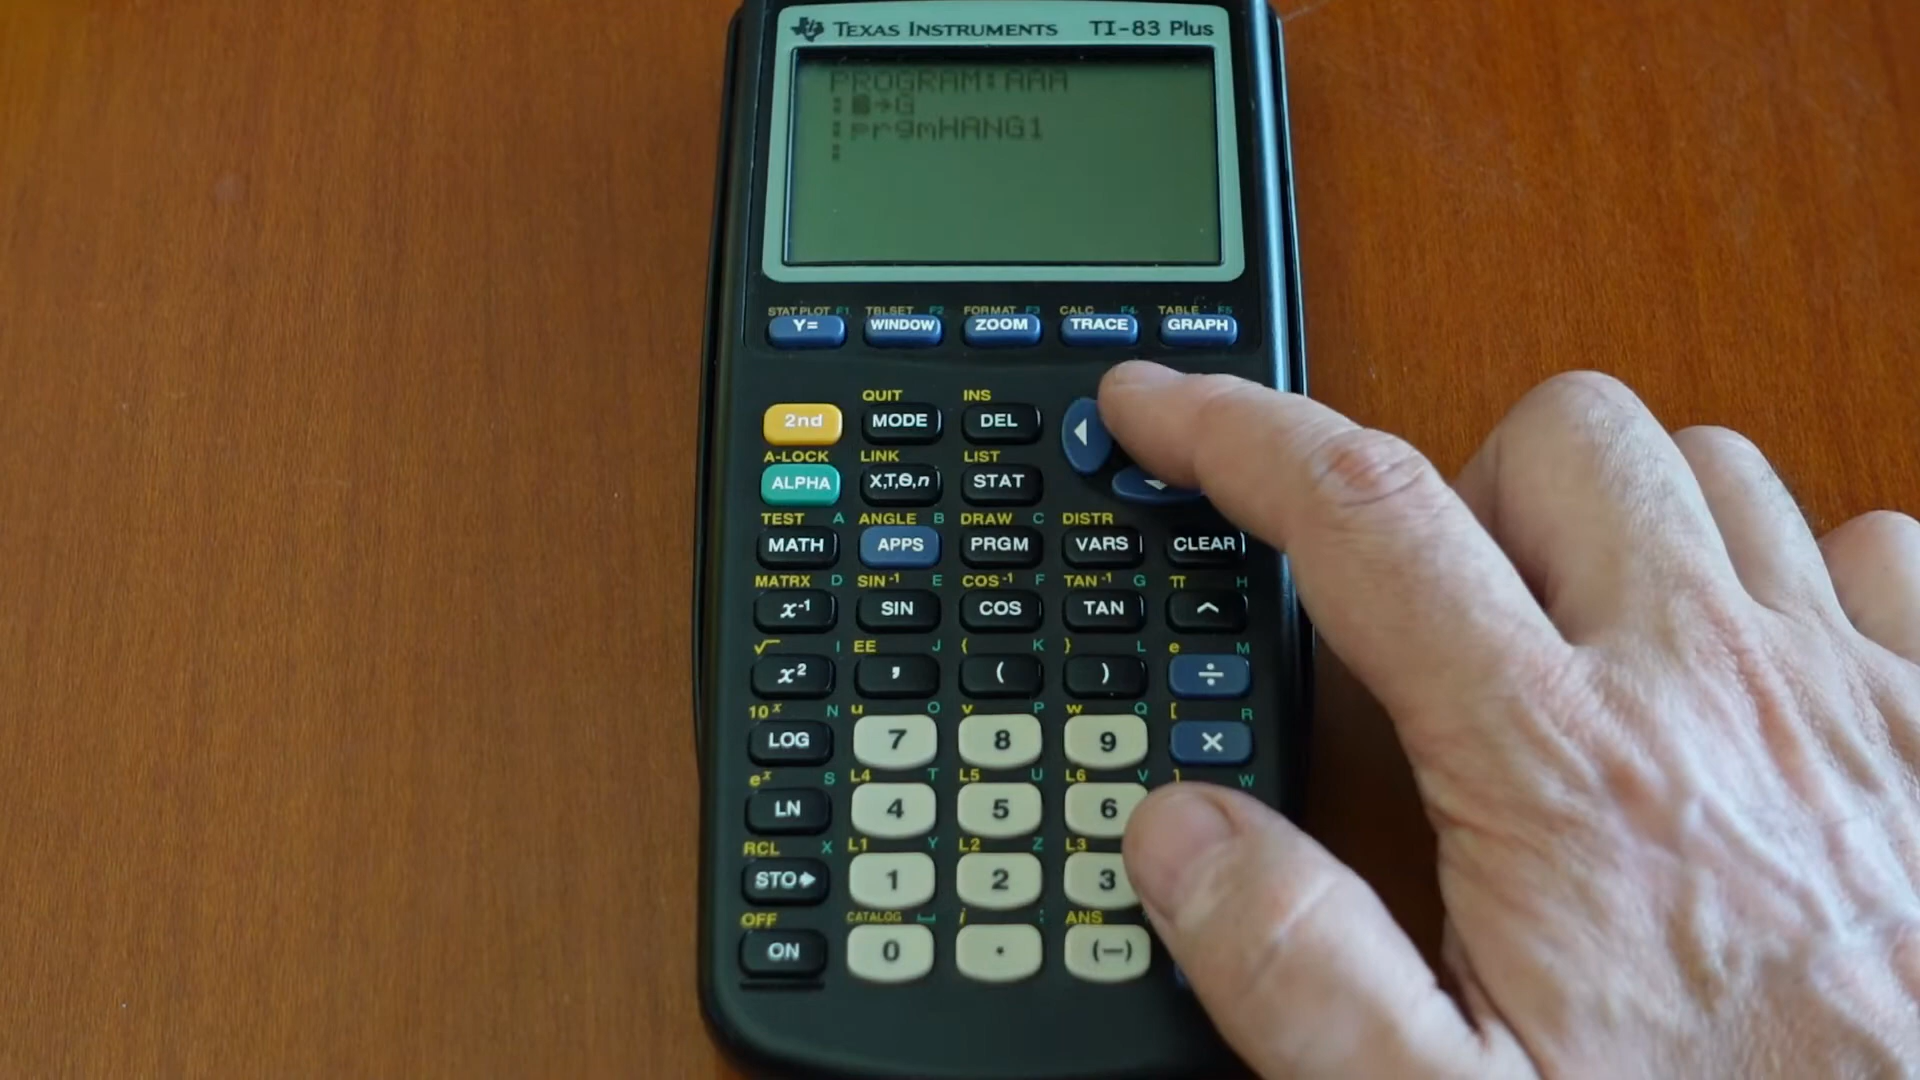 TEXAS INSTRUMENTS TI-83 Plus
PROGRAM:AAA
→G
:prgmHANG1
:
STAT PLOT F1 TBLSET F2 FORMAT F3 CALC F4 TABLE F5
Y= WINDOW ZOOM TRACE GRAPH
QUIT INS
2nd MODE DEL
A-LOCK LINK LIST
ALPHA X,T,Θ,n STAT
TEST A ANGLE B DRAW C DISTR
MATH APPS PRGM VARS CLEAR
MATRX D SIN⁻¹ E COS⁻¹ F TAN⁻¹ G π H
x⁻¹ SIN COS TAN ^
√ I EE J { K } L e M
x² , ( ) ÷
10ˣ N u O v P w Q [ R
LOG 7 8 9 ×
eˣ S L4 T L5 U L6 V ] W
LN 4 5 6
RCL X L1 Y L2 Z L3
STO▶ 1 2 3
OFF CATALOG i : ANS
ON 0 . (−)